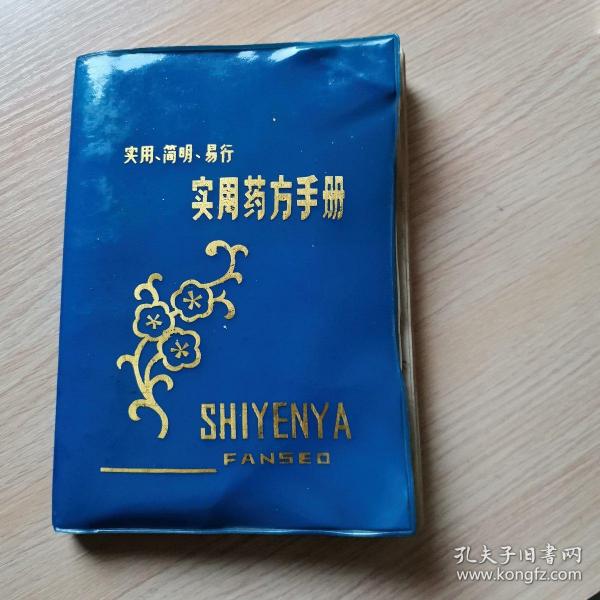 实用、简明、易行
实用药方手册
SHIYENYA
FANSEO
孔夫子旧书网
www.kongfz.com